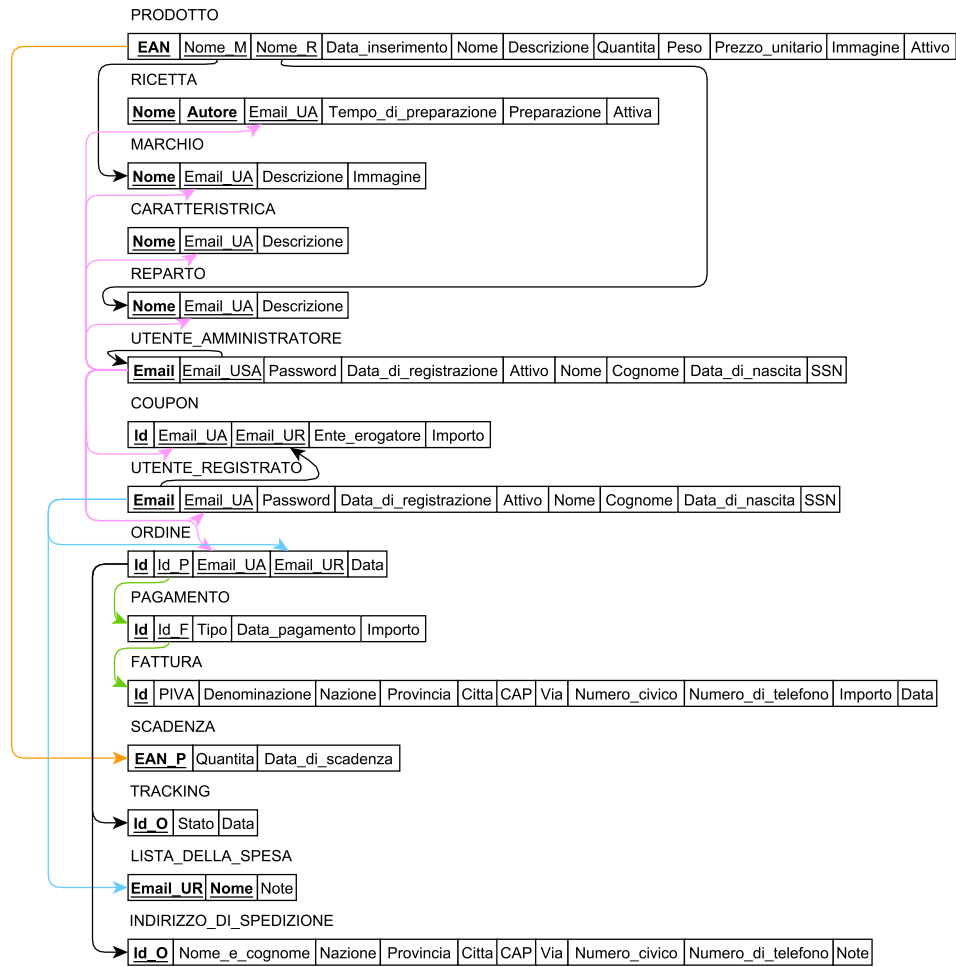 PRODOTTO
EAN Nome_M Nome_R Data_inserimento Nome Descrizione Quantita Peso Prezzo_unitario Immagine Attivo
RICETTA
Nome Autore Email_UA Tempo_di_preparazione Preparazione Attiva
MARCHIO
Nome Email_UA Descrizione Immagine
CARATTERISTRICA
Nome Email_UA Descrizione
REPARTO
Nome Email_UA Descrizione
UTENTE_AMMINISTRATORE
Email Email_USA Password Data_di_registrazione Attivo Nome Cognome Data_di_nascita SSN
COUPON
Id Email_UA Email_UR Ente_erogatore Importo
UTENTE_REGISTRATO
Email Email_UA Password Data_di_registrazione Attivo Nome Cognome Data_di_nascita SSN
ORDINE
Id Id_P Email_UA Email_UR Data
PAGAMENTO
Id Id_F Tipo Data_pagamento Importo
FATTURA
Id PIVA Denominazione Nazione Provincia Citta CAP Via Numero_civico Numero_di_telefono Importo Data
SCADENZA
EAN_P Quantita Data_di_scadenza
TRACKING
Id_O Stato Data
LISTA_DELLA_SPESA
Email_UR Nome Note
INDIRIZZO_DI_SPEDIZIONE
Id_O Nome_e_cognome Nazione Provincia Citta CAP Via Numero_civico Numero_di_telefono Note